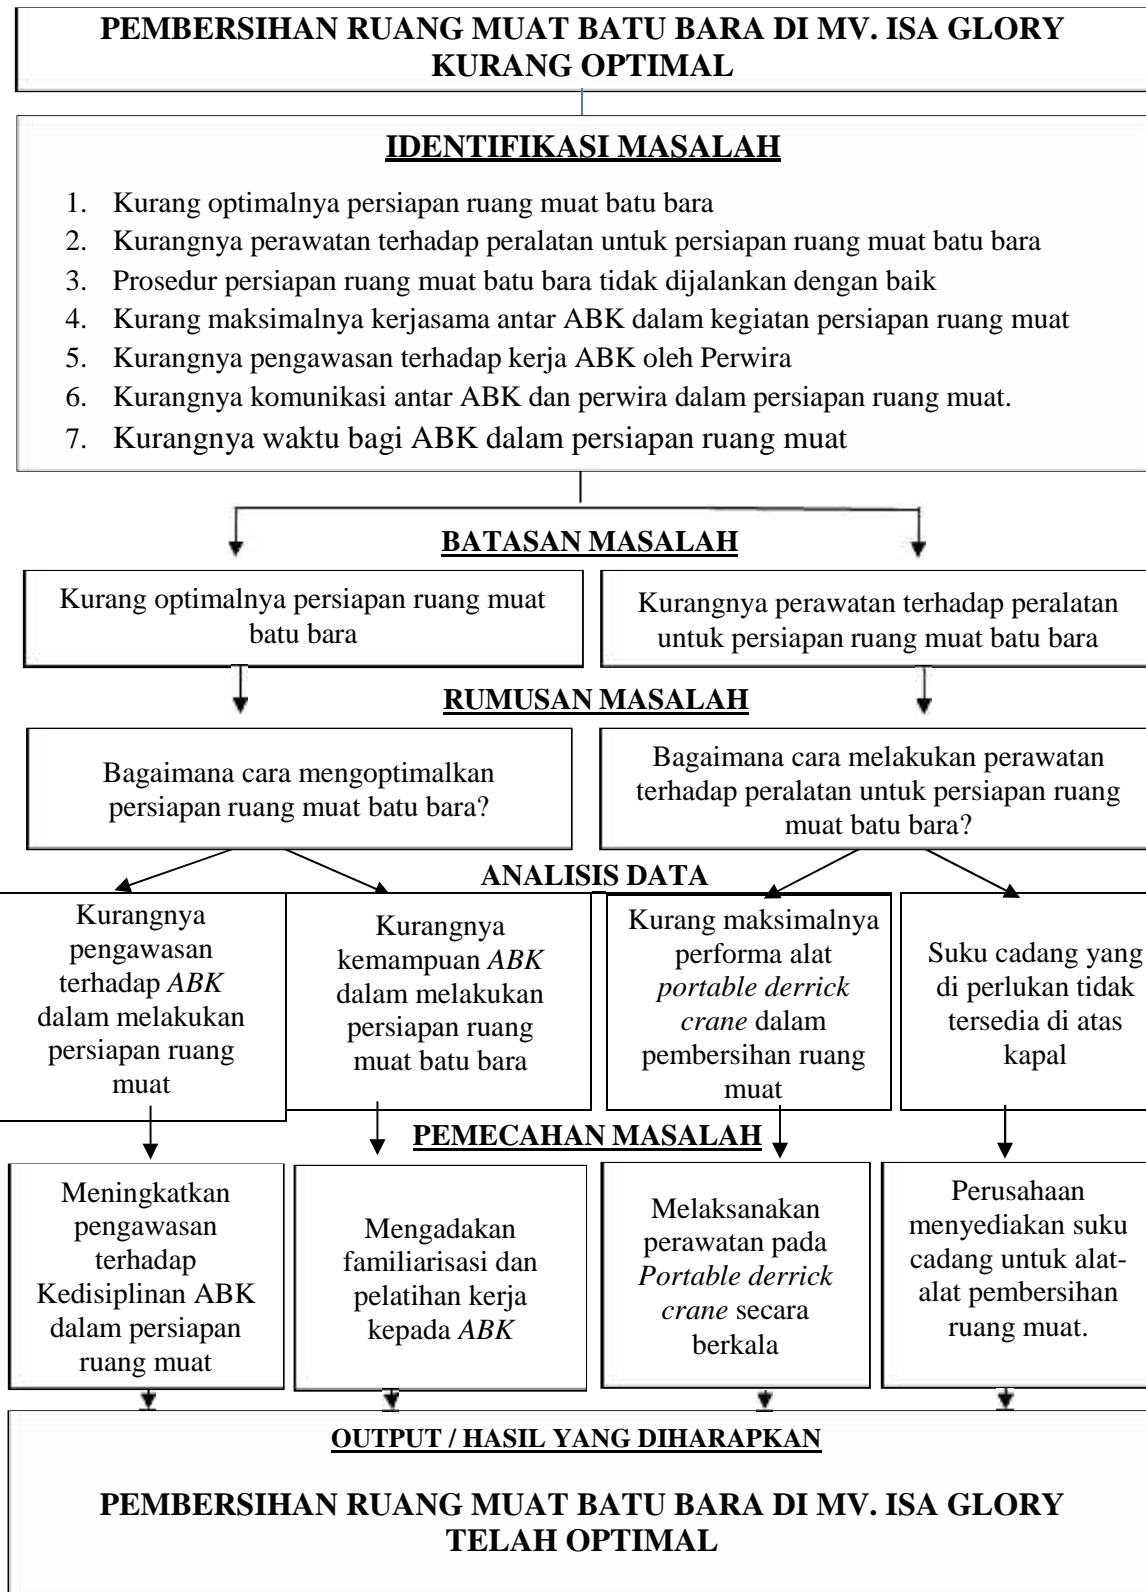 PEMBERSIHAN RUANG MUAT BATU BARA DI MV. ISA GLORY
KURANG OPTIMAL
IDENTIFIKASI MASALAH
1. Kurang optimalnya persiapan ruang muat batu bara
2. Kurangnya perawatan terhadap peralatan untuk persiapan ruang muat batu bara
3. Prosedur persiapan ruang muat batu bara tidak dijalankan dengan baik
4. Kurang maksimalnya kerjasama antar ABK dalam kegiatan persiapan ruang muat
5. Kurangnya pengawasan terhadap kerja ABK oleh Perwira
6. Kurangnya komunikasi antar ABK dan perwira dalam persiapan ruang muat.
7. Kurangnya waktu bagi ABK dalam persiapan ruang muat
BATASAN MASALAH
Kurang optimalnya persiapan ruang muat
batu bara
Kurangnya perawatan terhadap peralatan
untuk persiapan ruang muat batu bara
RUMUSAN MASALAH
Bagaimana cara mengoptimalkan
persiapan ruang muat batu bara?
Bagaimana cara melakukan perawatan
terhadap peralatan untuk persiapan ruang
muat batu bara?
ANALISIS DATA
Kurangnya
pengawasan
terhadap ABK
dalam melakukan
persiapan ruang
muat
Kurangnya
kemampuan ABK
dalam melakukan
persiapan ruang
muat batu bara
Kurang maksimalnya
performa alat
portable derrick
crane dalam
pembersihan ruang
muat
Suku cadang yang
di perlukan tidak
tersedia di atas
kapal
PEMECAHAN MASALAH
Meningkatkan
pengawasan
terhadap
Kedisiplinan ABK
dalam persiapan
ruang muat
Mengadakan
familiarisasi dan
pelatihan kerja
kepada ABK
Melaksanakan
perawatan pada
Portable derrick
crane secara
berkala
Perusahaan
menyediakan suku
cadang untuk alat-
alat pembersihan
ruang muat.
OUTPUT / HASIL YANG DIHARAPKAN
PEMBERSIHAN RUANG MUAT BATU BARA DI MV. ISA GLORY
TELAH OPTIMAL